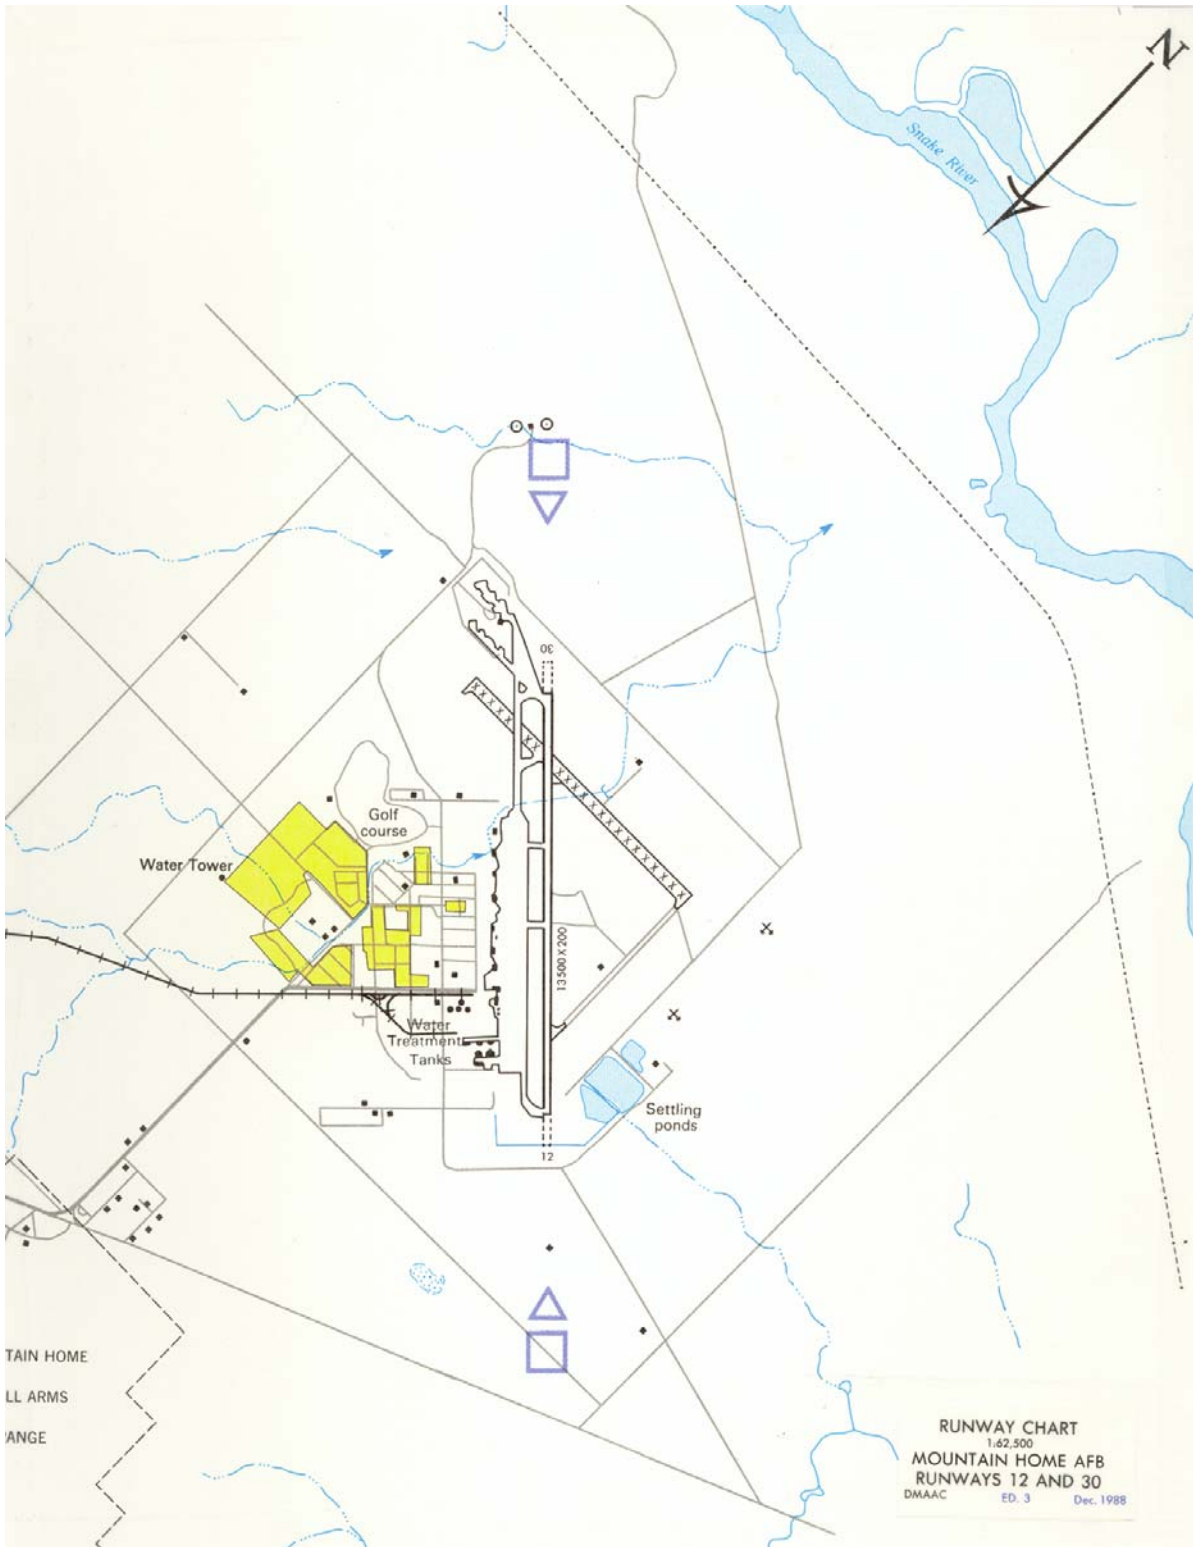 N
Snake River
30
Golf
course
Water Tower
13500 X 200
Water
Treatment
Tanks
Settling
ponds
12
TAIN HOME
LL ARMS
ANGE
RUNWAY CHART
1:62,500
MOUNTAIN HOME AFB
RUNWAYS 12 AND 30
DMAAC ED. 3 Dec. 1988